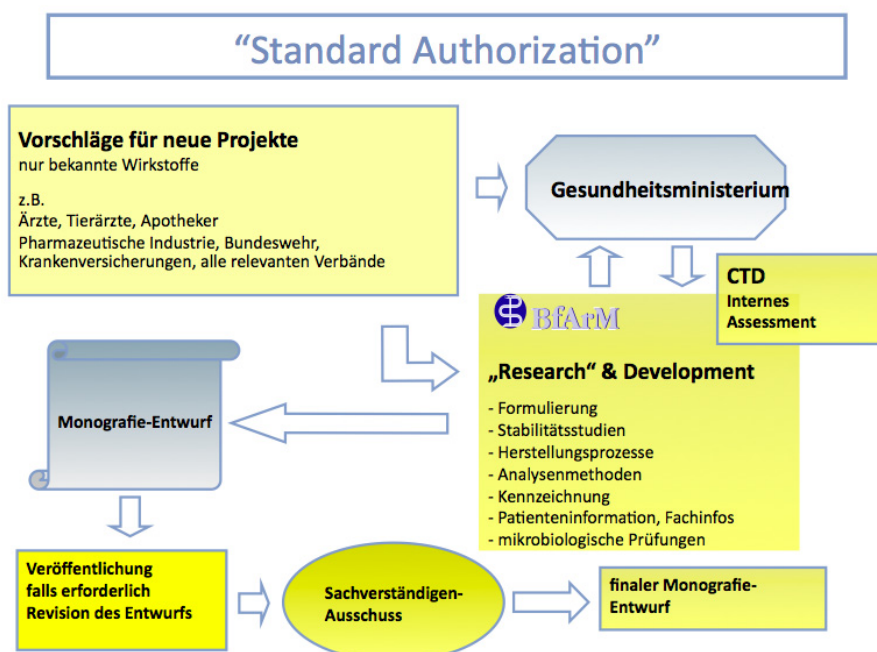 “Standard Authorization”
Vorschläge für neue Projekte
nur bekannte Wirkstoffe
z.B.
Ärzte, Tierärzte, Apotheker
Pharmazeutische Industrie, Bundeswehr,
Krankenversicherungen, alle relevanten Verbände
Gesundheitsministerium
CTD
Internes
Assessment
BfArM
„Research“ & Development
- Formulierung
- Stabilitätsstudien
- Herstellungsprozesse
- Analysenmethoden
- Kennzeichnung
- Patienteninformation, Fachinfos
- mikrobiologische Prüfungen
Monografie-Entwurf
Veröffentlichung
falls erforderlich
Revision des Entwurfs
Sachverständigen-
Ausschuss
finaler Monografie-
Entwurf